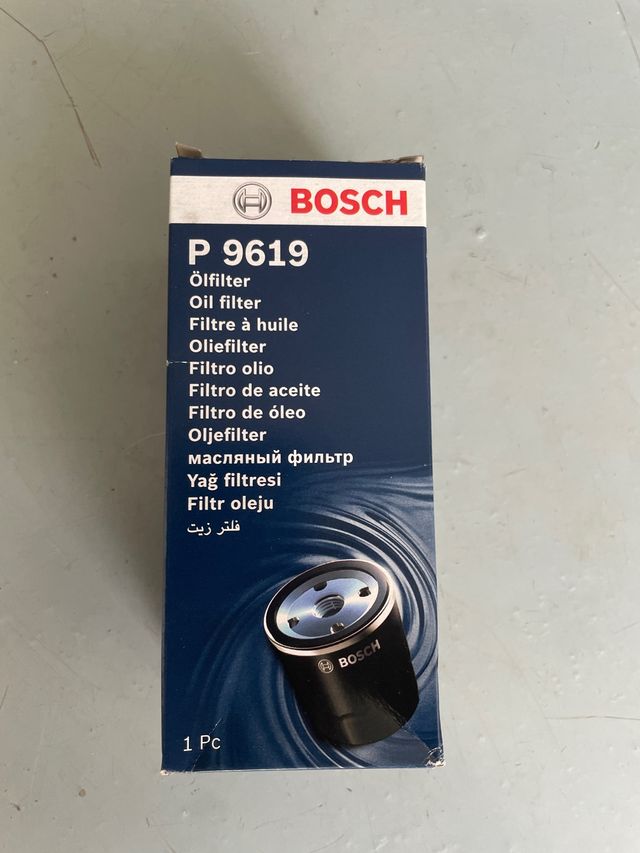 BOSCH
P 9619
Ölfilter
Oil filter
Filtre à huile
Oliefilter
Filtro olio
Filtro de aceite
Filtro de óleo
Oljefilter
масляный фильтр
Yağ filtresi
Filtr oleju
فلتر زيت
BOSCH
1 Pc